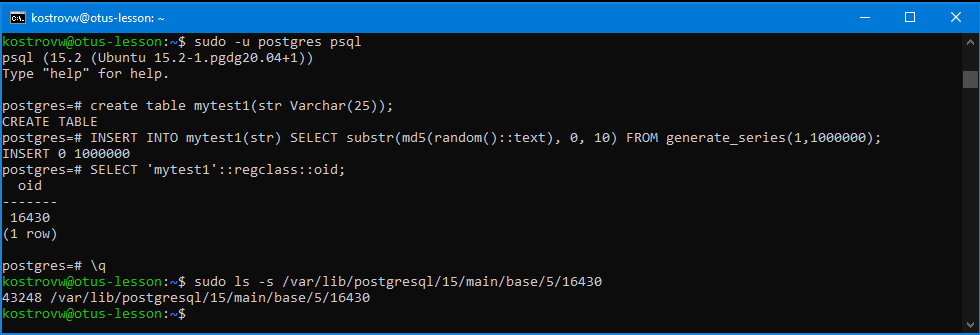 kostrovw@otus-lesson: ~
kostrovw@otus-lesson:~$ sudo -u postgres psql
psql (15.2 (Ubuntu 15.2-1.pgdg20.04+1))
Type "help" for help.
postgres=# create table mytest1(str Varchar(25));
CREATE TABLE
postgres=# INSERT INTO mytest1(str) SELECT substr(md5(random()::text), 0, 10) FROM generate_series(1,1000000);
INSERT 0 1000000
postgres=# SELECT 'mytest1'::regclass::oid;
  oid
-------
 16430
(1 row)
postgres=# \q
kostrovw@otus-lesson:~$ sudo ls -s /var/lib/postgresql/15/main/base/5/16430
43248 /var/lib/postgresql/15/main/base/5/16430
kostrovw@otus-lesson:~$